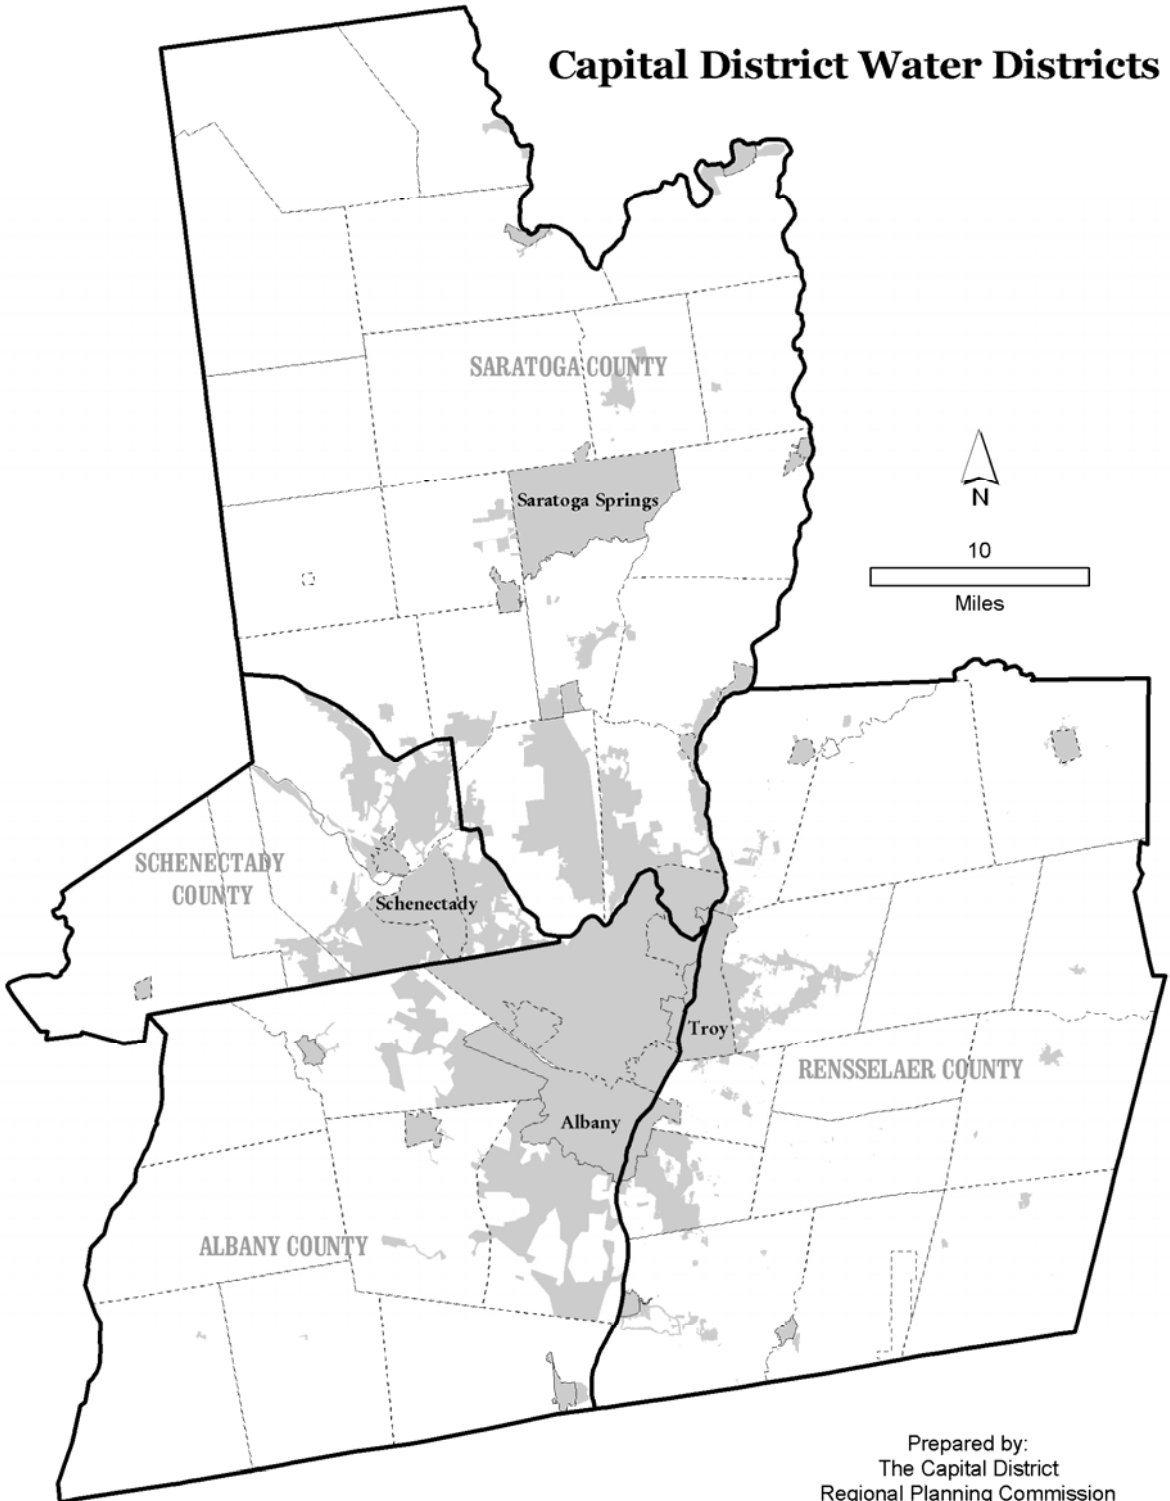 Capital District Water Districts
SARATOGA COUNTY
Saratoga Springs
N
10
Miles
SCHENECTADY
COUNTY
Schenectady
Troy
RENSSELAER COUNTY
Albany
ALBANY COUNTY
Prepared by:
The Capital District
Regional Planning Commission